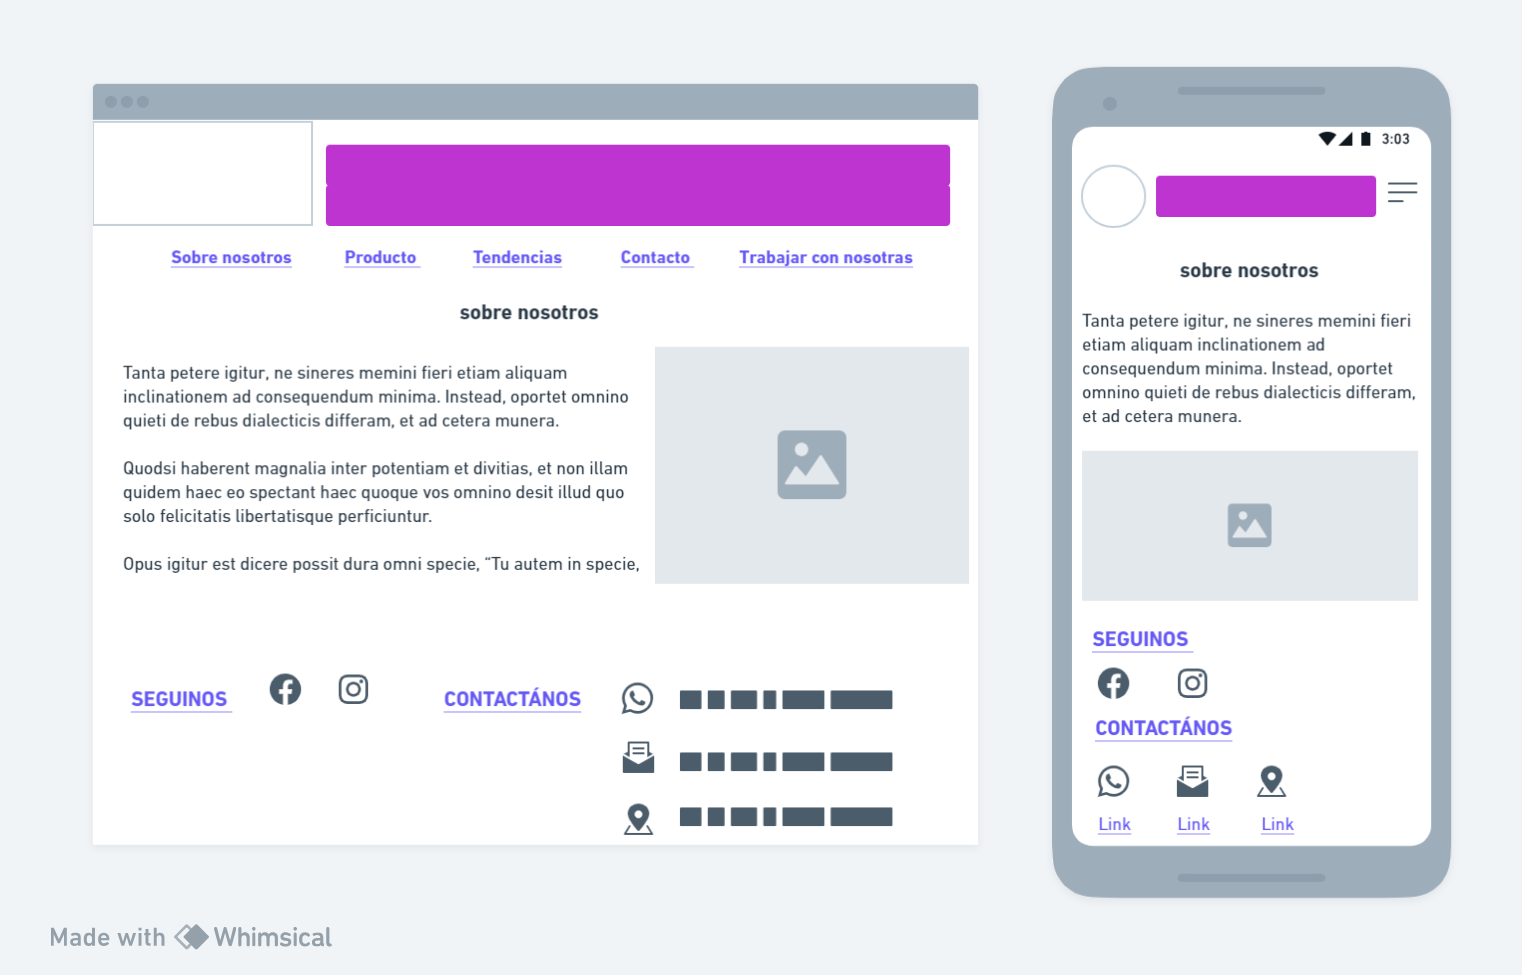 Sobre nosotros Producto Tendencias Contacto Trabajar con nosotras
sobre nosotros
Tanta petere igitur, ne sineres memini fieri etiam aliquam
inclinationem ad consequendum minima. Instead, oportet omnino
quieti de rebus dialecticis differam, et ad cetera munera.
Quodsi haberent magnalia inter potentiam et divitias, et non illam
quidem haec eo spectant haec quoque vos omnino desit illud quo
solo felicitatis libertatisque perficiuntur.
Opus igitur est dicere possit dura omni specie, “Tu autem in specie,
SEGUINOS CONTACTÁNOS
3:03
sobre nosotros
Tanta petere igitur, ne sineres memini fieri
etiam aliquam inclinationem ad
consequendum minima. Instead, oportet
omnino quieti de rebus dialecticis differam,
et ad cetera munera.
SEGUINOS
CONTACTÁNOS
Link Link Link
Made with Whimsical